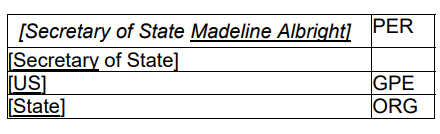 [Secretary of State Madeline Albright] PER
[Secretary of State]
[US] GPE
[State] ORG